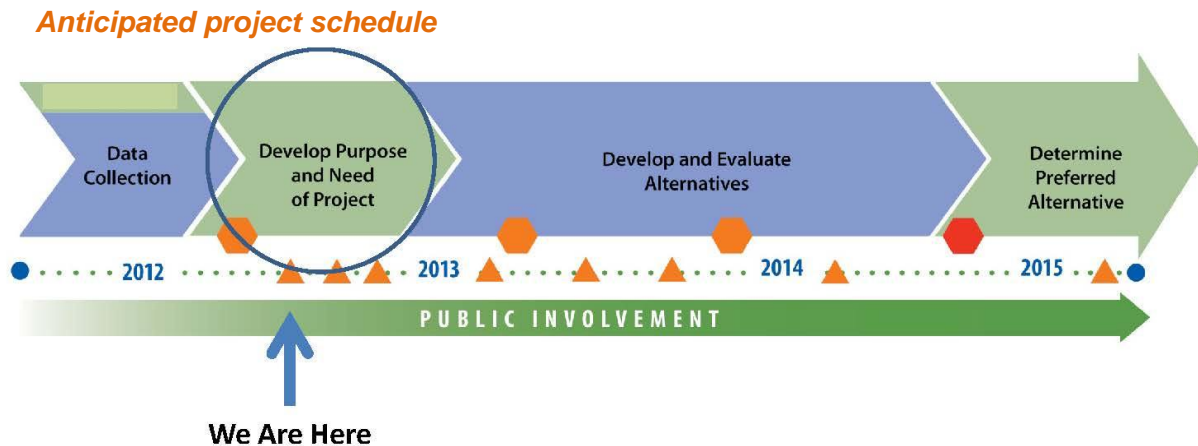 Anticipated project schedule
Data
Collection
Develop Purpose
and Need
of Project
Develop and Evaluate
Alternatives
Determine
Preferred
Alternative
2012
2013
2014
2015
PUBLIC INVOLVEMENT
We Are Here